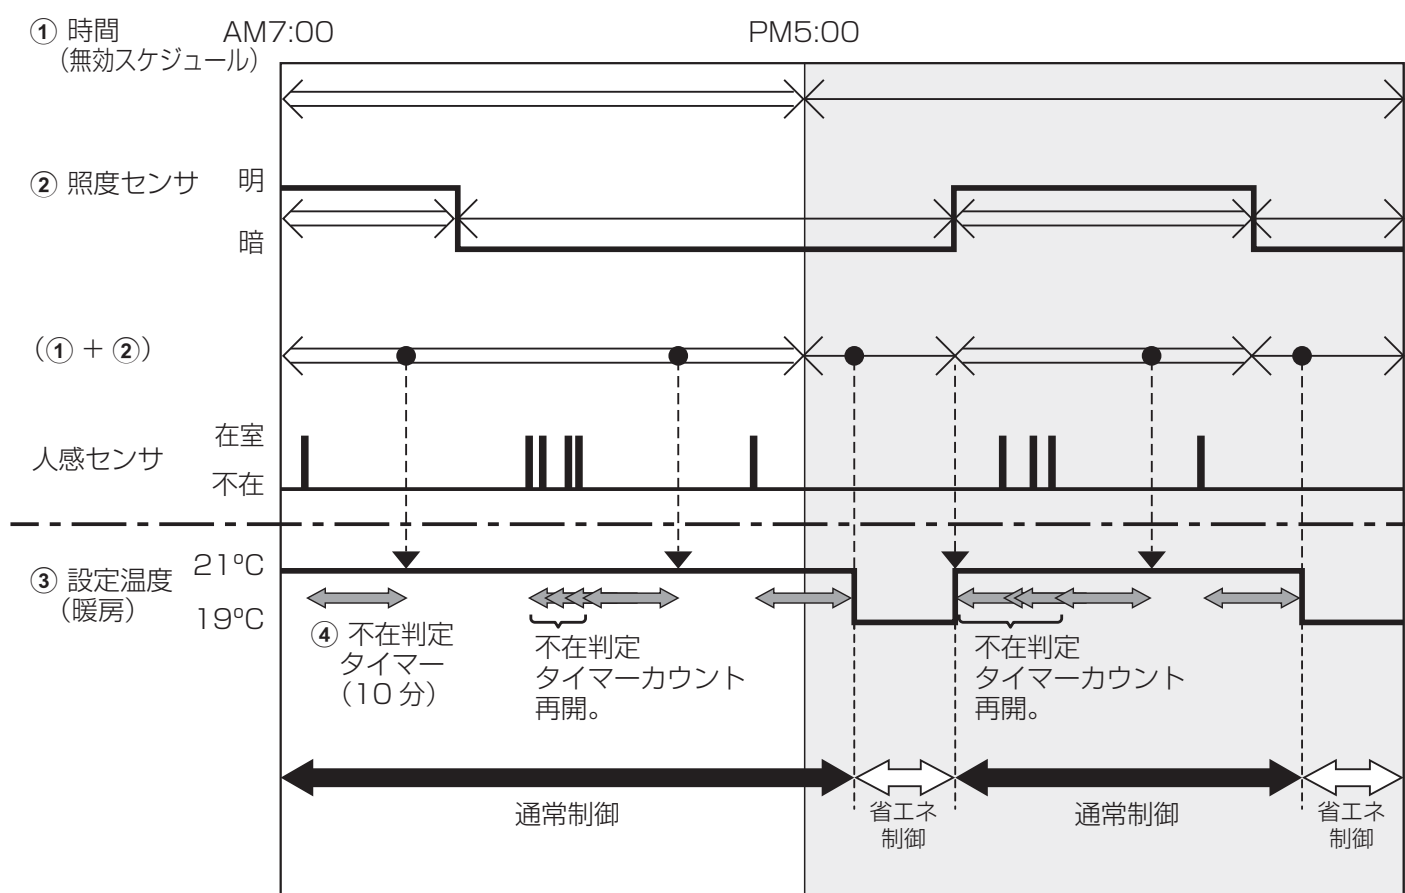 ① 時間
（無効スケジュール）
AM7:00
PM5:00
② 照度センサ
明
暗
（① + ②）
人感センサ
在室
不在
③ 設定温度
（暖房）
21℃
19℃
④ 不在判定
タイマー
（10 分）
不在判定
タイマーカウント
再開。
不在判定
タイマーカウント
再開。
通常制御
省エネ
制御
通常制御
省エネ
制御